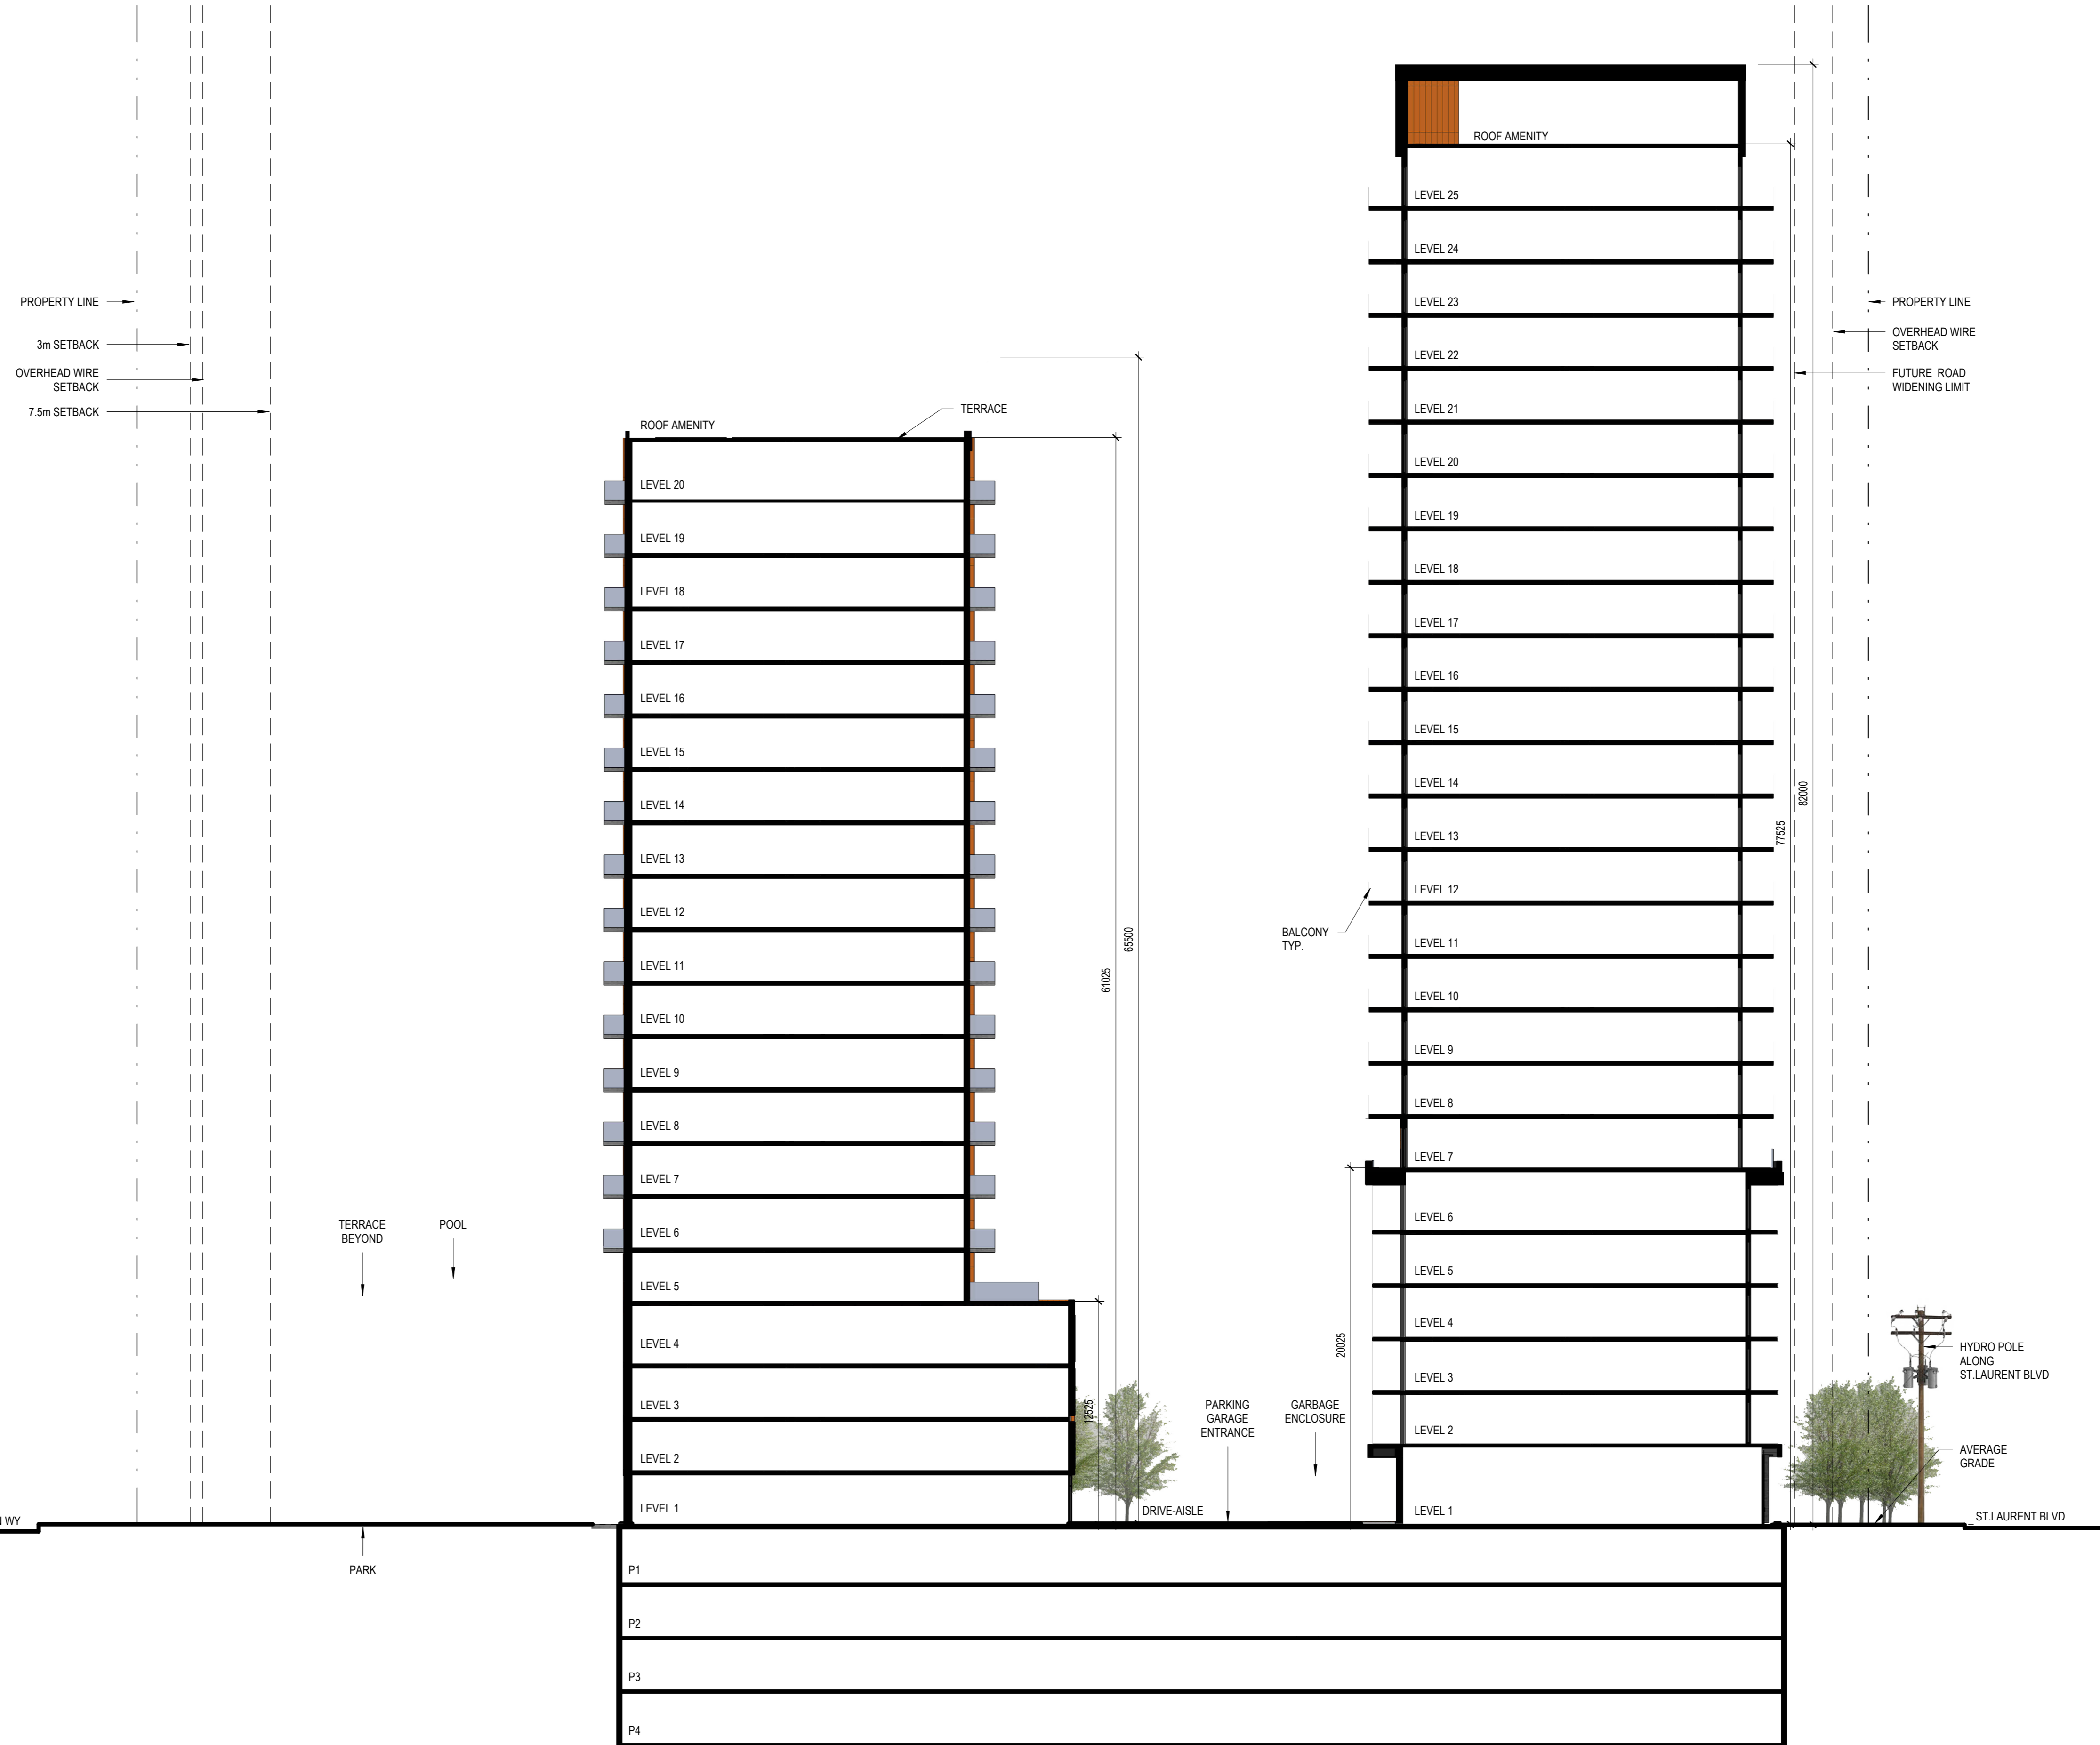 PROPERTY LINE
3m SETBACK
OVERHEAD WIRE
SETBACK
7.5m SETBACK
TERRACE
BEYOND
POOL
PARK
WY
ROOF AMENITY
TERRACE
LEVEL 20
LEVEL 19
LEVEL 18
LEVEL 17
LEVEL 16
LEVEL 15
LEVEL 14
LEVEL 13
LEVEL 12
LEVEL 11
LEVEL 10
LEVEL 9
LEVEL 8
LEVEL 7
LEVEL 6
LEVEL 5
LEVEL 4
LEVEL 3
LEVEL 2
LEVEL 1
12525
61025
65500
DRIVE-AISLE
PARKING
GARAGE
ENTRANCE
GARBAGE
ENCLOSURE
BALCONY
TYP.
20025
ROOF AMENITY
LEVEL 25
LEVEL 24
LEVEL 23
LEVEL 22
LEVEL 21
LEVEL 20
LEVEL 19
LEVEL 18
LEVEL 17
LEVEL 16
LEVEL 15
LEVEL 14
LEVEL 13
LEVEL 12
LEVEL 11
LEVEL 10
LEVEL 9
LEVEL 8
LEVEL 7
LEVEL 6
LEVEL 5
LEVEL 4
LEVEL 3
LEVEL 2
LEVEL 1
77525
82000
PROPERTY LINE
OVERHEAD WIRE
SETBACK
FUTURE ROAD
WIDENING LIMIT
HYDRO POLE
ALONG
ST.LAURENT BLVD
AVERAGE
GRADE
ST.LAURENT BLVD
P1
P2
P3
P4